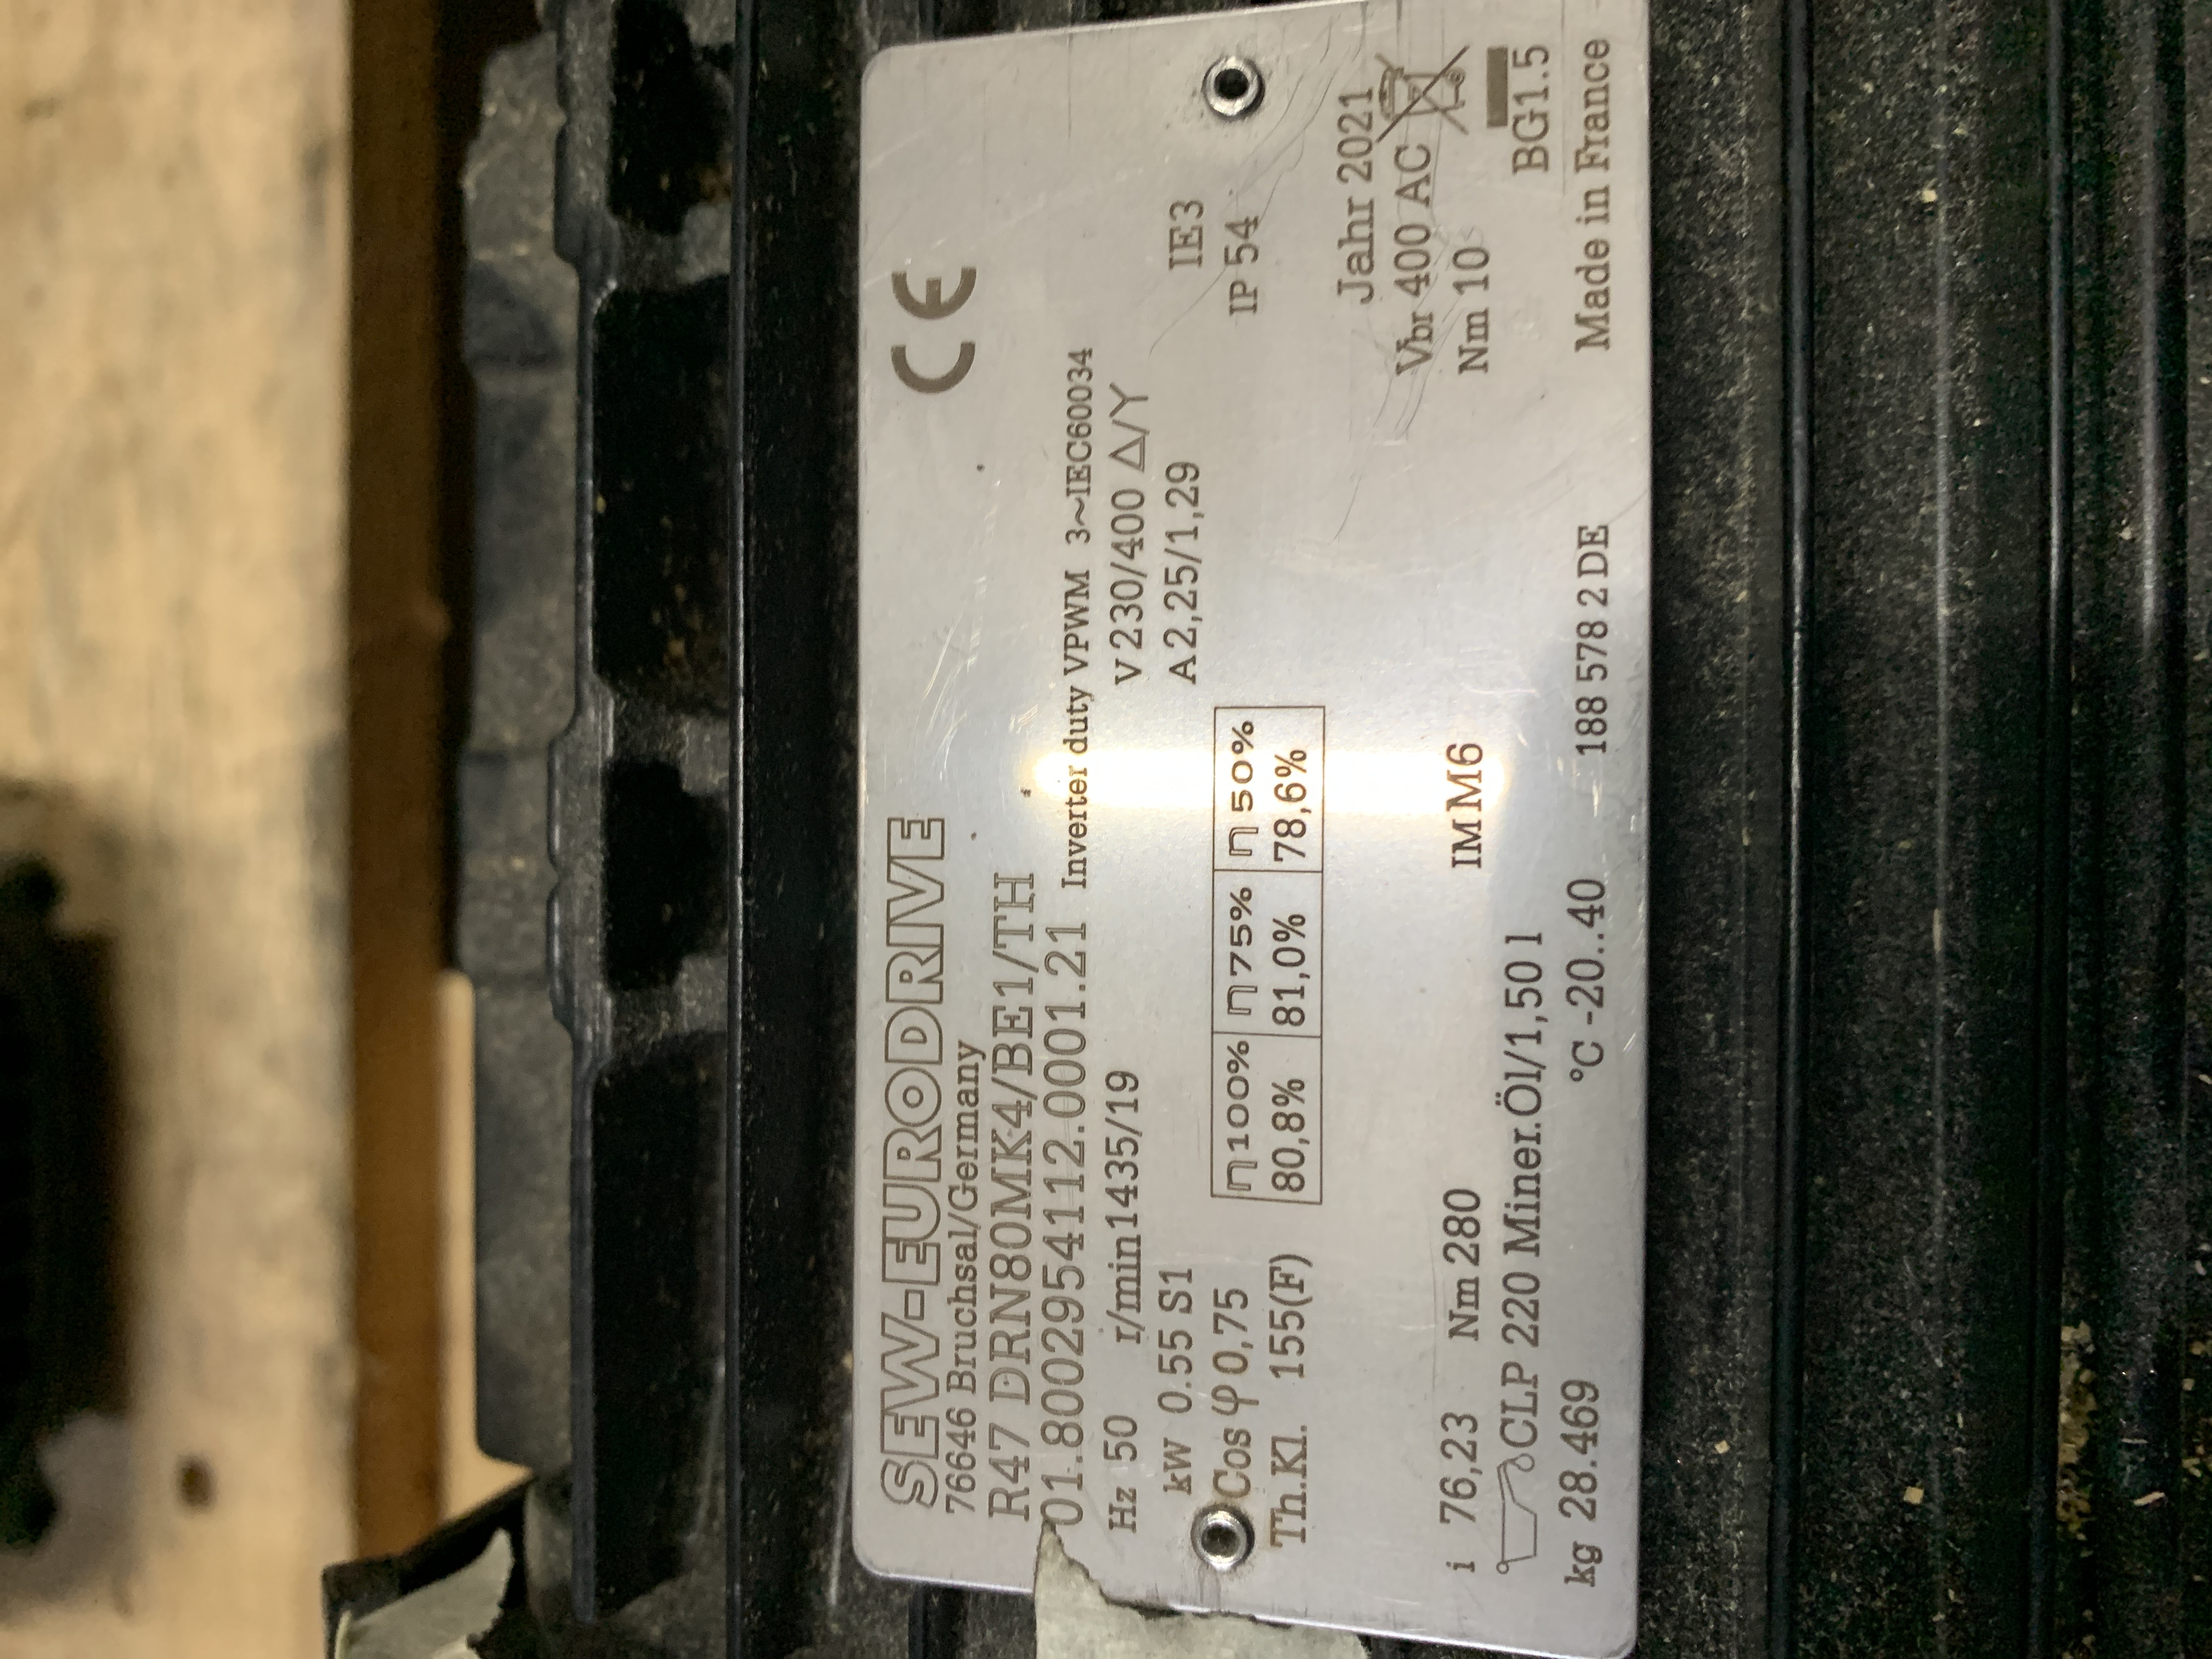 SEW-EURODRIVE CE
76646 Bruchsal/Germany
R47 DRN80MK4/BE1/TH
01.8002954112.0001.21 Inverter duty VPWM 3~IEC60034
Hz 50 r/min 1435/19 V 230/400 Δ/Y
kW 0.55 S1 A 2,25/1,29 IE3
Cos φ 0,75 η100% η75% η50% IP 54
Th.Kl. 155(F) 80,8% 81,0% 78,6%
Jahr 2021
Vbr 400 AC
i 76,23 Nm 280 IM M6 Nm 10
CLP 220 Miner.Öl/1,50 l BG1.5
kg 28.469 °C -20..40 188 578 2 DE Made in France